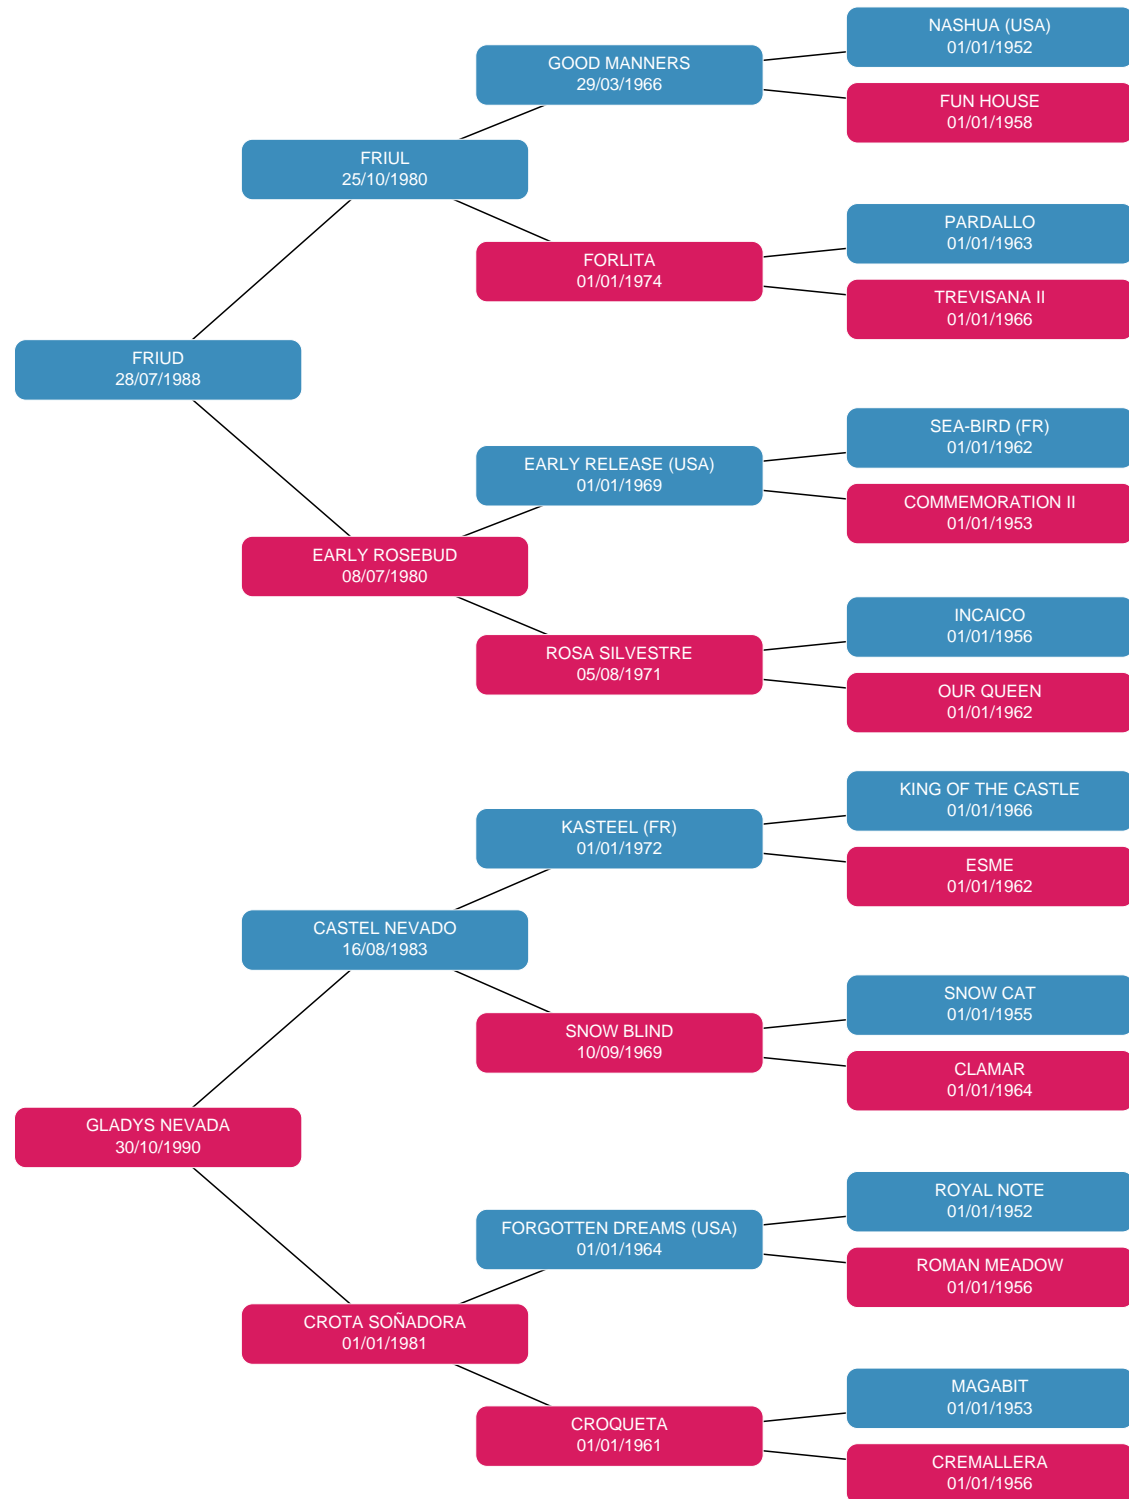 NASHUA (USA)
01/01/1952
GOOD MANNERS
29/03/1966
FUN HOUSE
01/01/1958
FRIUL
25/10/1980
PARDALLO
01/01/1963
FORLITA
01/01/1974
TREVISANA II
01/01/1966
FRIUD
28/07/1988
SEA-BIRD (FR)
01/01/1962
EARLY RELEASE (USA)
01/01/1969
COMMEMORATION II
01/01/1953
EARLY ROSEBUD
08/07/1980
INCAICO
01/01/1956
ROSA SILVESTRE
05/08/1971
OUR QUEEN
01/01/1962
KING OF THE CASTLE
01/01/1966
KASTEEL (FR)
01/01/1972
ESME
01/01/1962
CASTEL NEVADO
16/08/1983
SNOW CAT
01/01/1955
SNOW BLIND
10/09/1969
CLAMAR
01/01/1964
GLADYS NEVADA
30/10/1990
ROYAL NOTE
01/01/1952
FORGOTTEN DREAMS (USA)
01/01/1964
ROMAN MEADOW
01/01/1956
CROTA SOÑADORA
01/01/1981
MAGABIT
01/01/1953
CROQUETA
01/01/1961
CREMALLERA
01/01/1956